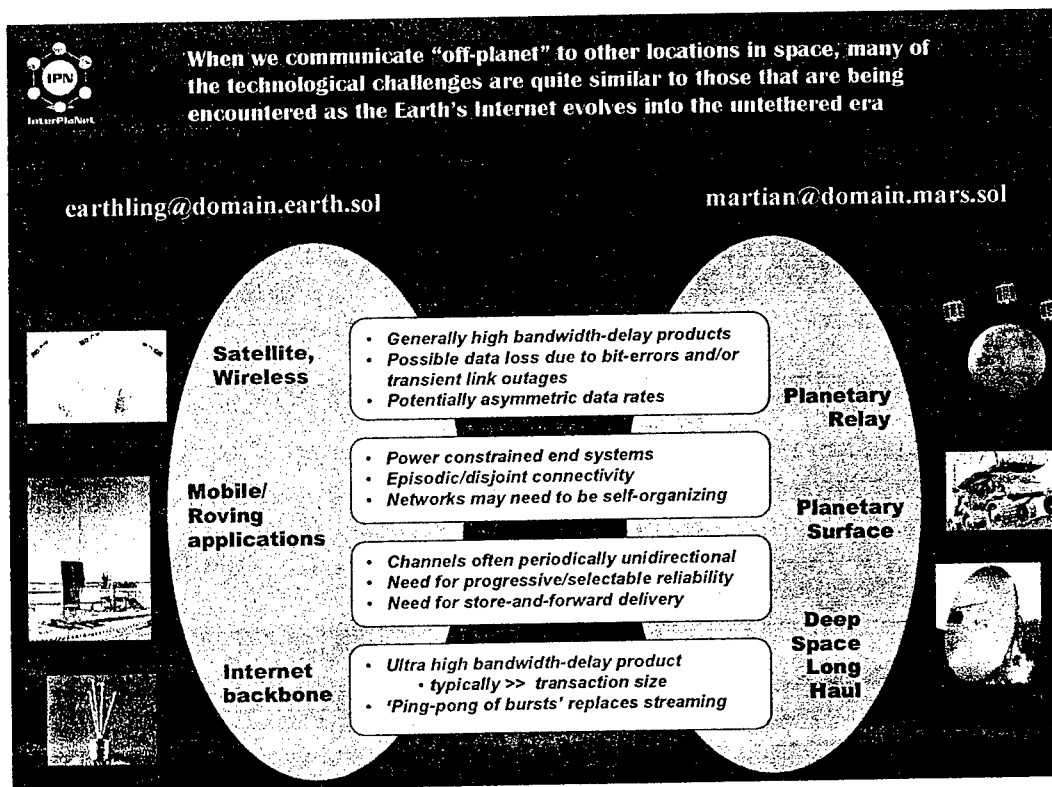 IPN
InterPlaNet
When we communicate “off-planet” to other locations in space, many of
the technological challenges are quite similar to those that are being
encountered as the Earth’s Internet evolves into the untethered era
earthling@domain.earth.sol
martian@domain.mars.sol
Satellite,
Wireless
• Generally high bandwidth-delay products
• Possible data loss due to bit-errors and/or
transient link outages
• Potentially asymmetric data rates
Planetary
Relay
Mobile/
Roving
applications
• Power constrained end systems
• Episodic/disjoint connectivity
• Networks may need to be self-organizing
Planetary
Surface
• Channels often periodically unidirectional
• Need for progressive/selectable reliability
• Need for store-and-forward delivery
Deep
Space
Long
Haul
Internet
backbone
• Ultra high bandwidth-delay product
• typically >> transaction size
• ‘Ping-pong of bursts’ replaces streaming